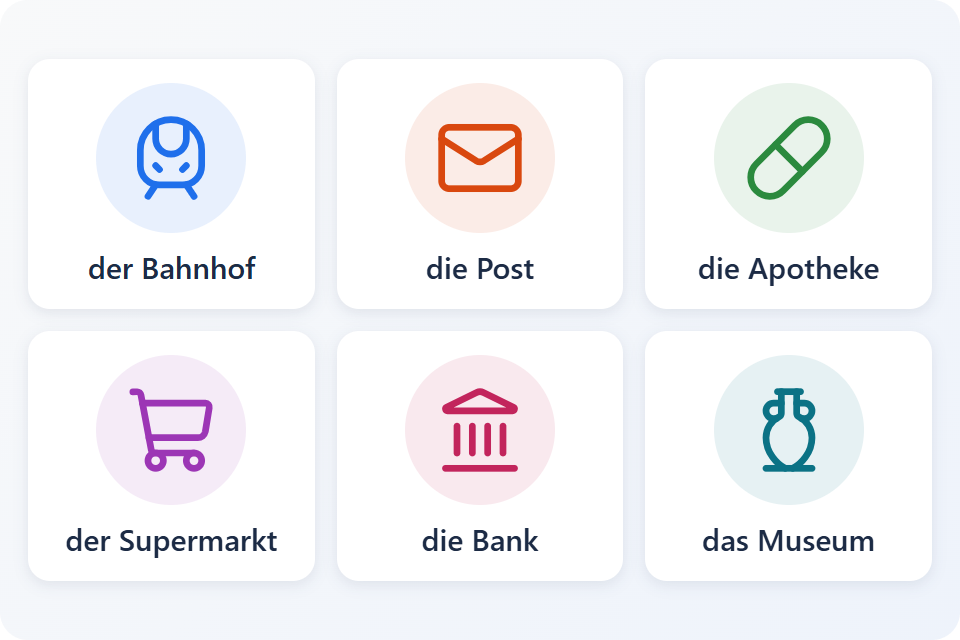 der Bahnhof
die Post
die Apotheke
der Supermarkt
die Bank
das Museum